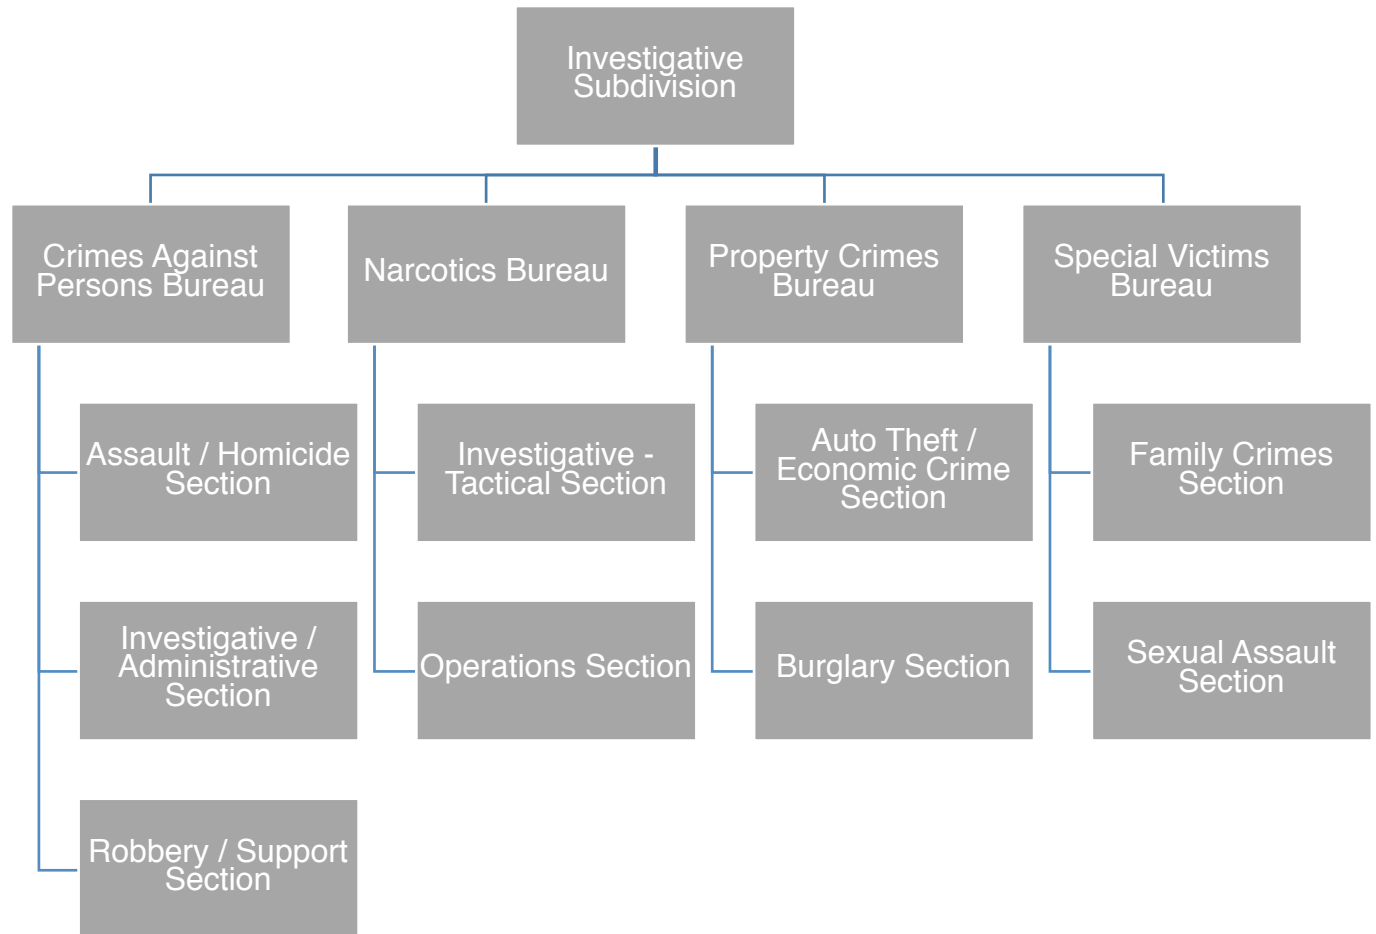 Investigative
Subdivision
Crimes Against
Persons Bureau
Narcotics Bureau
Property Crimes
Bureau
Special Victims
Bureau
Assault / Homicide
Section
Investigative -
Tactical Section
Auto Theft /
Economic Crime
Section
Family Crimes
Section
Investigative /
Administrative
Section
Operations Section
Burglary Section
Sexual Assault
Section
Robbery / Support
Section